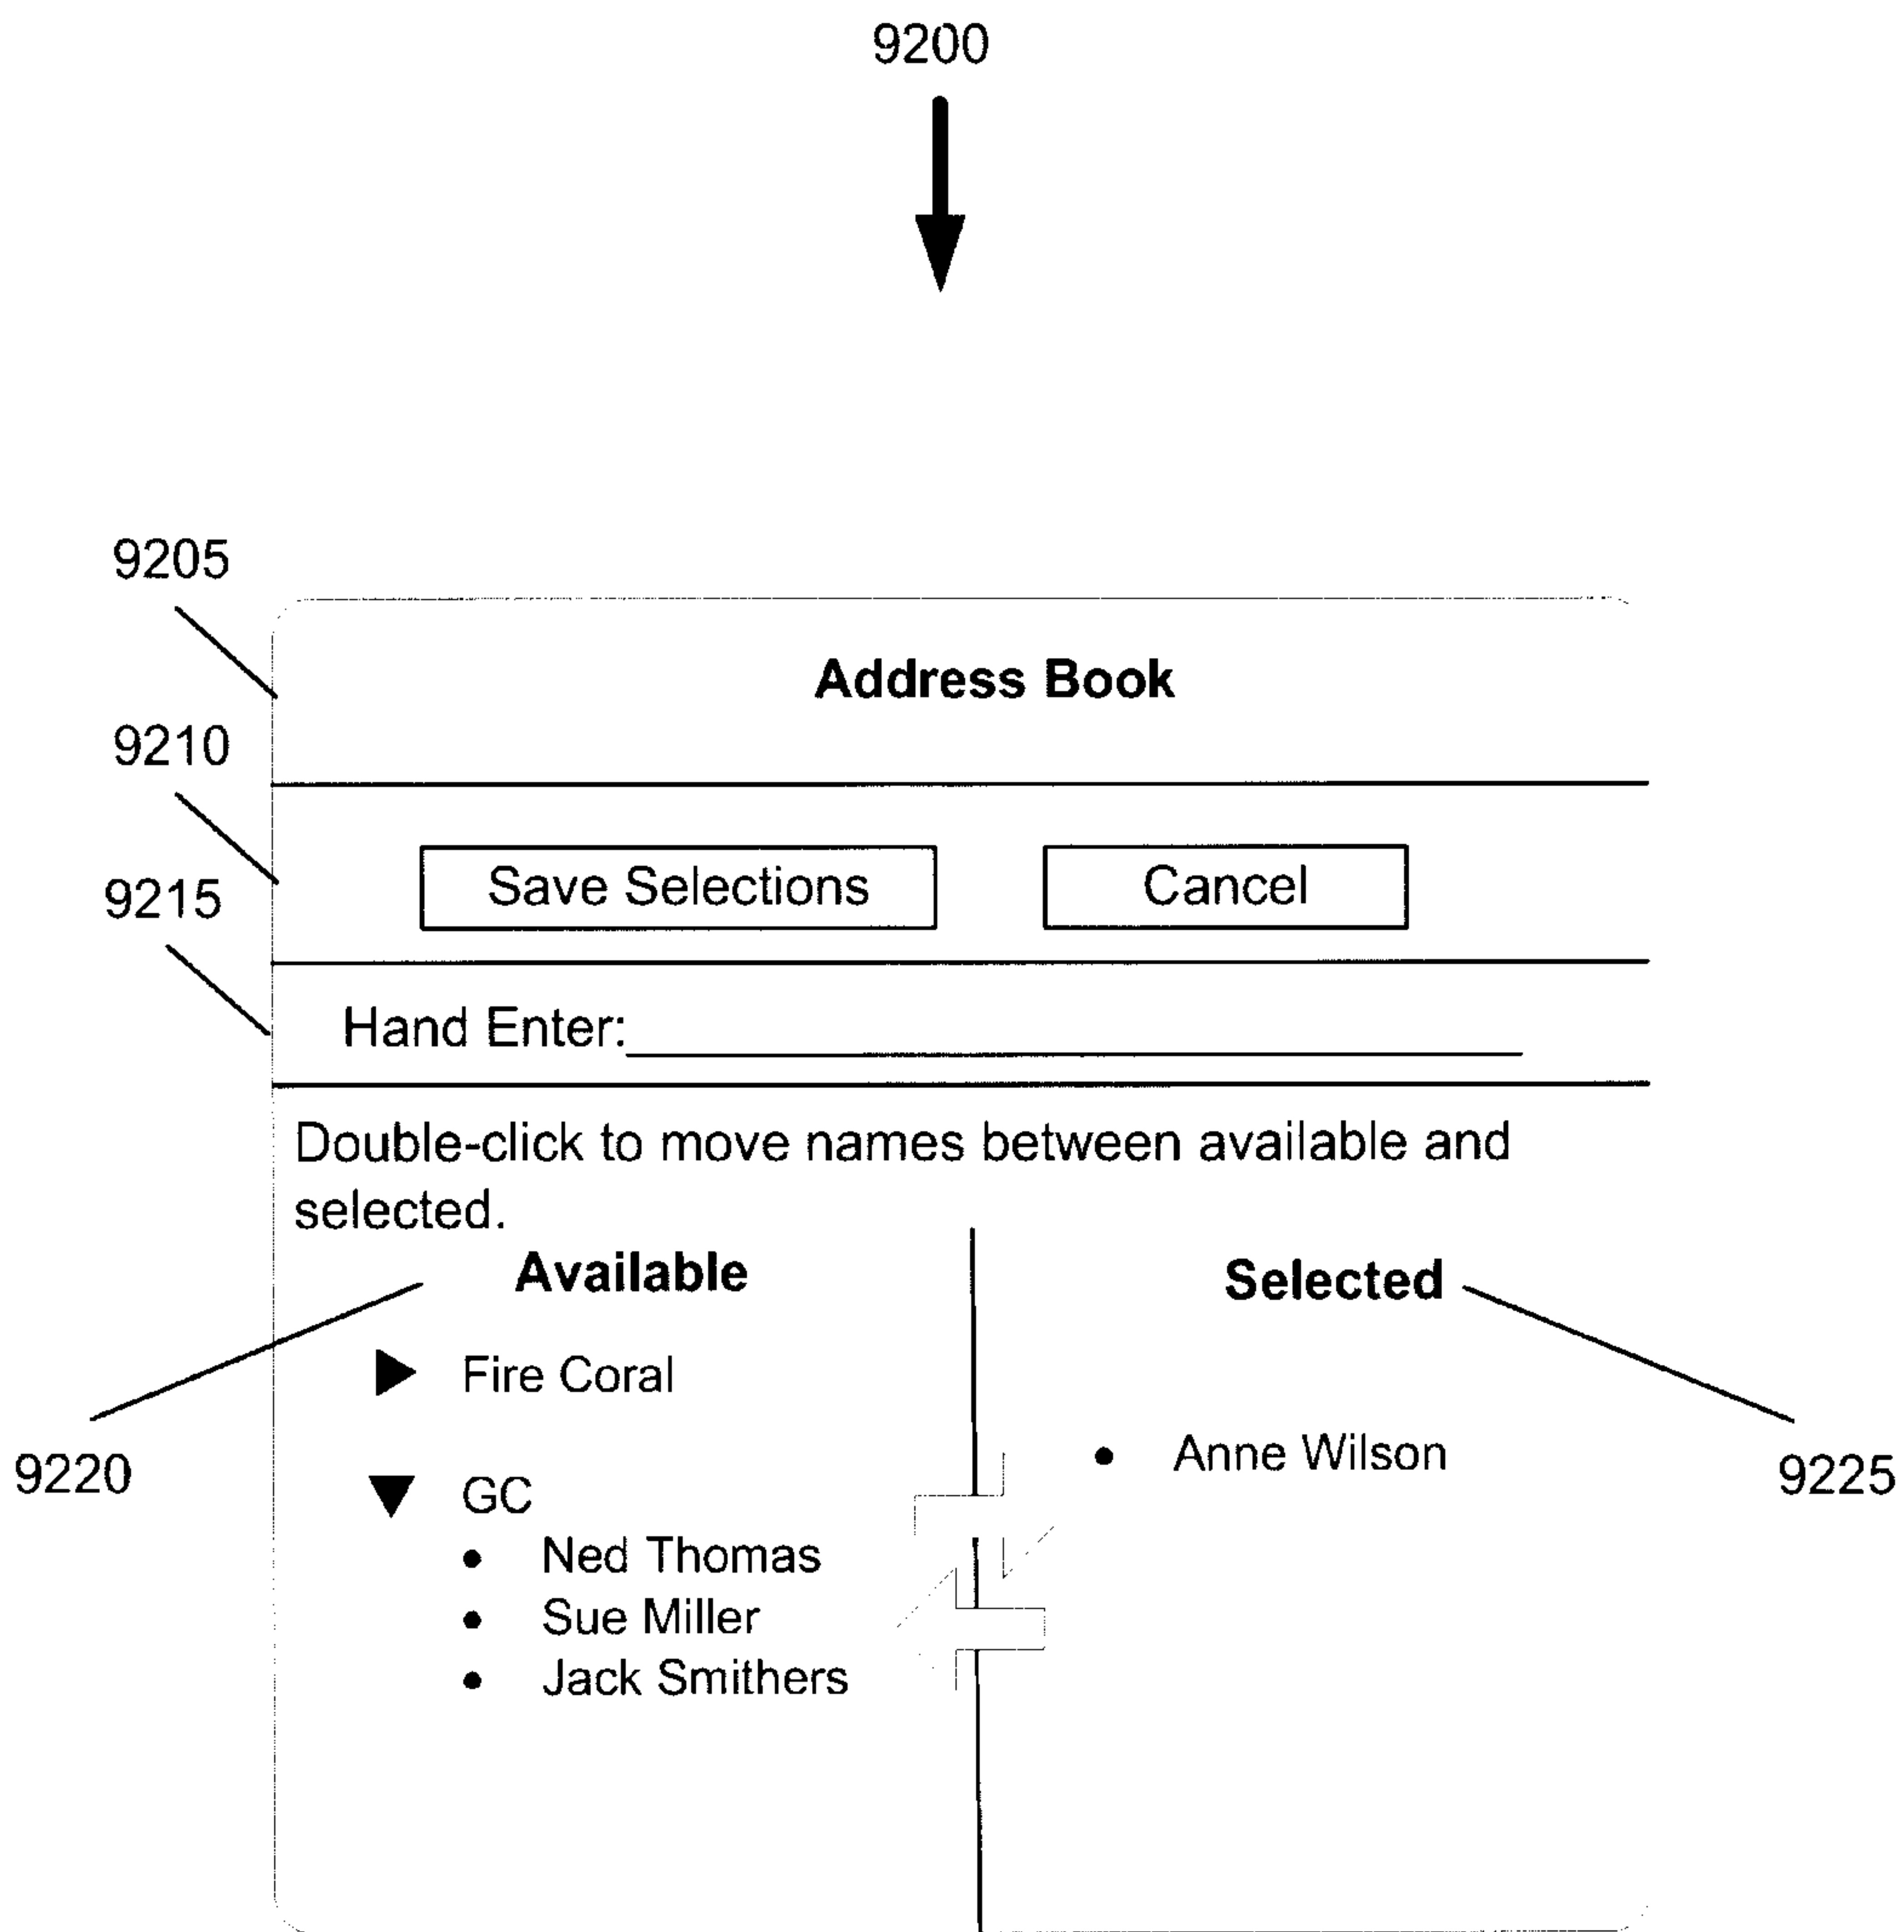 9200
9205
Address Book
9210
Save Selections Cancel
9215
Hand Enter:
Double-click to move names between available and
selected.
Available Selected
Fire Coral
Anne Wilson
9220
GC
9225
Ned Thomas
Sue Miller
Jack Smithers